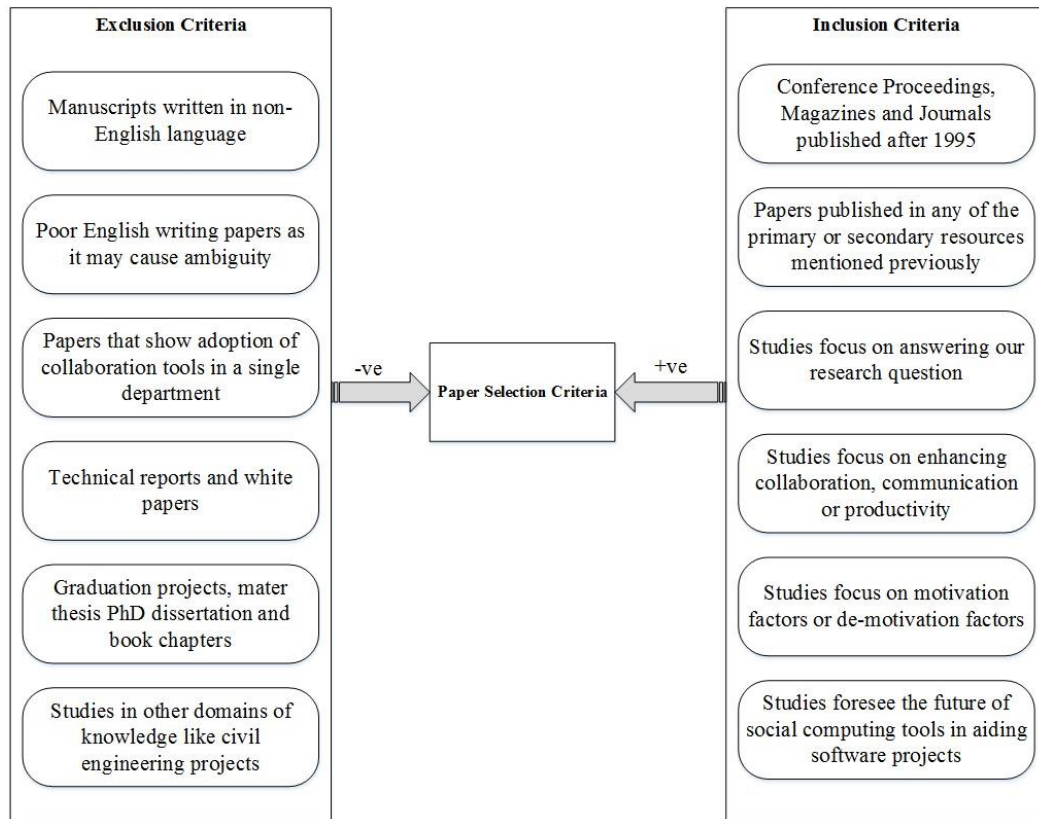 Exclusion Criteria
Manuscripts written in non-
English language
Poor English writing papers as
it may cause ambiguity
Papers that show adoption of
collaboration tools in a single
department
Technical reports and white
papers
Graduation projects, mater
thesis PhD dissertation and
book chapters
Studies in other domains of
knowledge like civil
engineering projects
-ve
Paper Selection Criteria
+ve
Inclusion Criteria
Conference Proceedings,
Magazines and Journals
published after 1995
Papers published in any of the
primary or secondary resources
mentioned previously
Studies focus on answering our
research question
Studies focus on enhancing
collaboration, communication
or productivity
Studies focus on motivation
factors or de-motivation factors
Studies foresee the future of
social computing tools in aiding
software projects